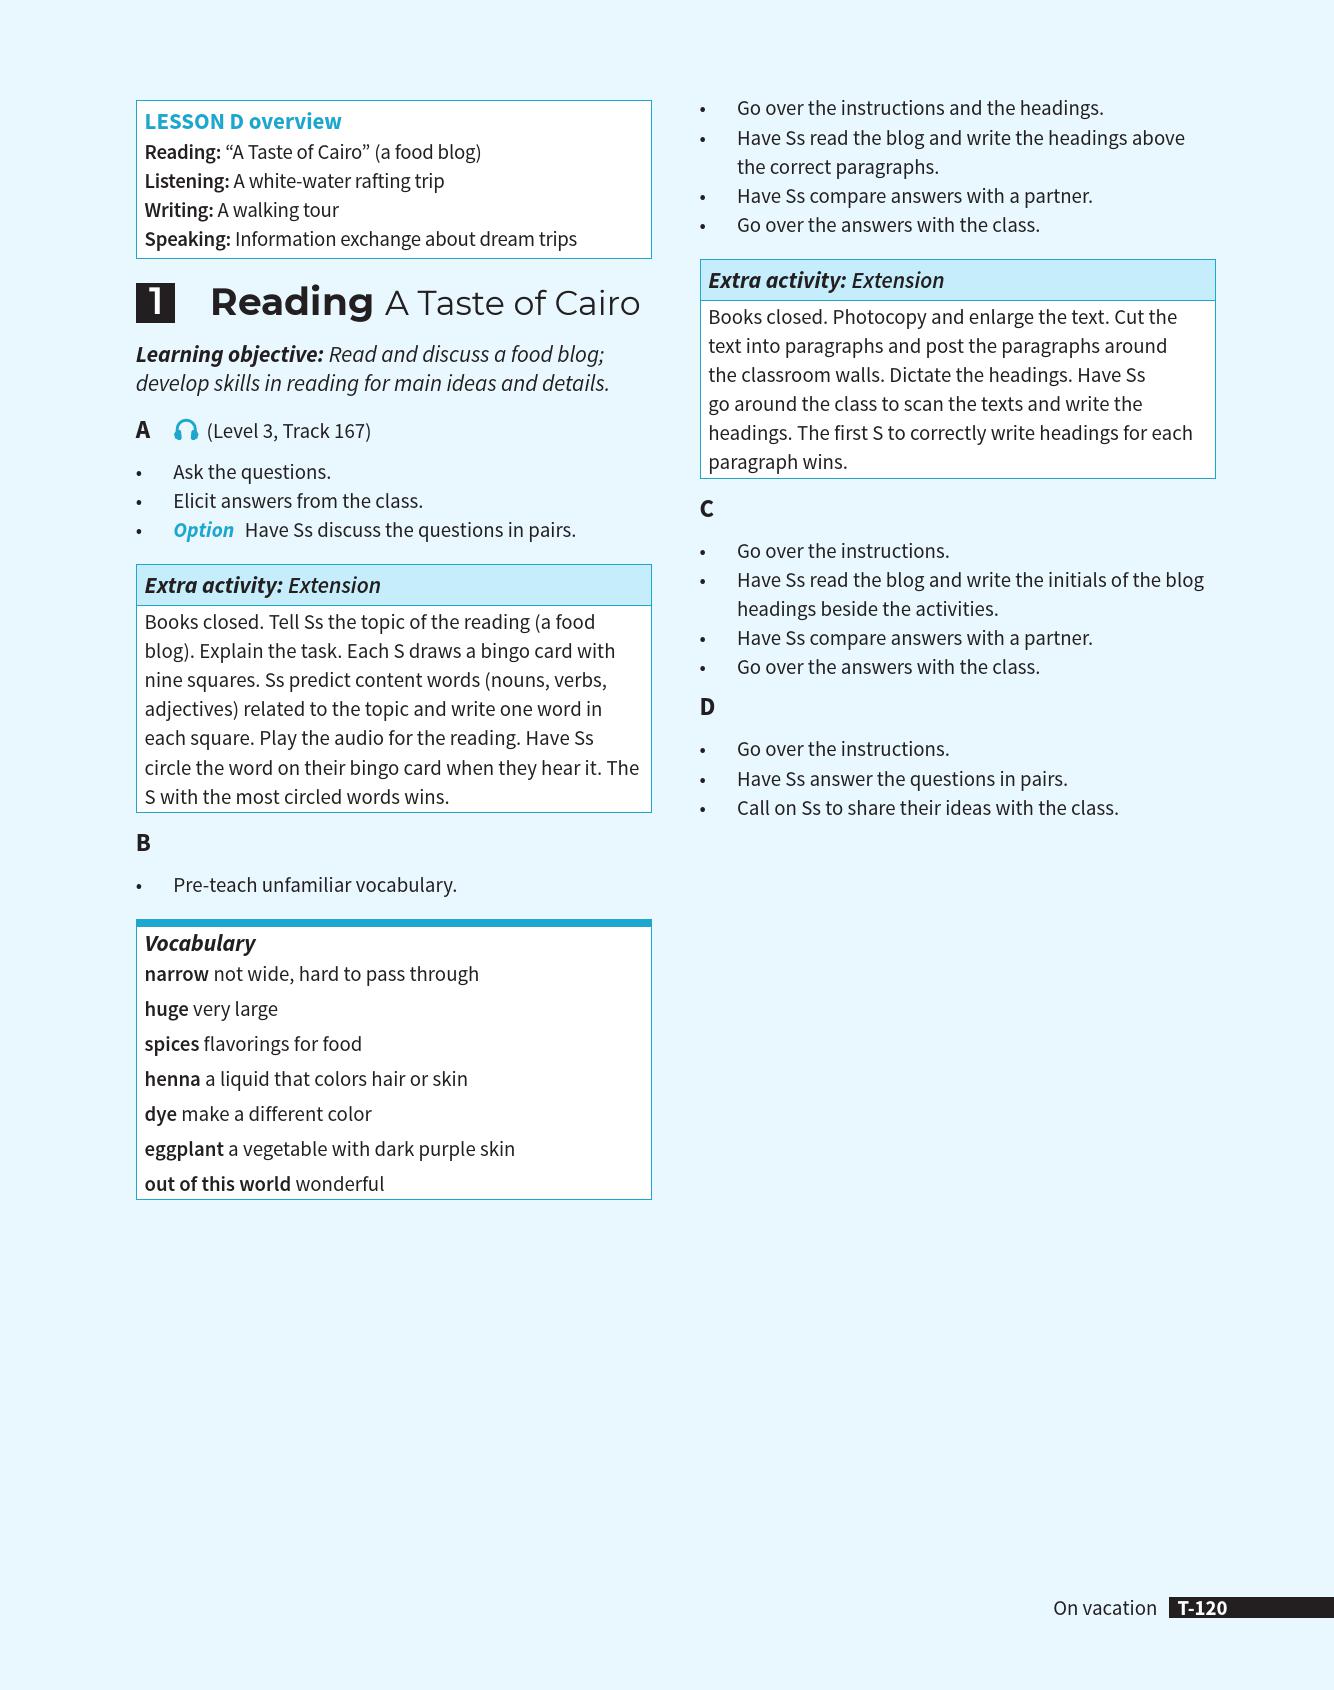 LESSON D overview
Reading: “A Taste of Cairo” (a food blog)
Listening: A white-water rafting trip
Writing: A walking tour
Speaking: Information exchange about dream trips
1 Reading A Taste of Cairo
Learning objective: Read and discuss a food blog;
develop skills in reading for main ideas and details.
A (Level 3, Track 167)
• Ask the questions.
• Elicit answers from the class.
• Option Have Ss discuss the questions in pairs.
Extra activity: Extension
Books closed. Tell Ss the topic of the reading (a food
blog). Explain the task. Each S draws a bingo card with
nine squares. Ss predict content words (nouns, verbs,
adjectives) related to the topic and write one word in
each square. Play the audio for the reading. Have Ss
circle the word on their bingo card when they hear it. The
S with the most circled words wins.
B
• Pre-teach unfamiliar vocabulary.
Vocabulary
narrow not wide, hard to pass through
huge very large
spices flavorings for food
henna a liquid that colors hair or skin
dye make a different color
eggplant a vegetable with dark purple skin
out of this world wonderful
• Go over the instructions and the headings.
• Have Ss read the blog and write the headings above
the correct paragraphs.
• Have Ss compare answers with a partner.
• Go over the answers with the class.
Extra activity: Extension
Books closed. Photocopy and enlarge the text. Cut the
text into paragraphs and post the paragraphs around
the classroom walls. Dictate the headings. Have Ss
go around the class to scan the texts and write the
headings. The first S to correctly write headings for each
paragraph wins.
C
• Go over the instructions.
• Have Ss read the blog and write the initials of the blog
headings beside the activities.
• Have Ss compare answers with a partner.
• Go over the answers with the class.
D
• Go over the instructions.
• Have Ss answer the questions in pairs.
• Call on Ss to share their ideas with the class.
On vacation T-120